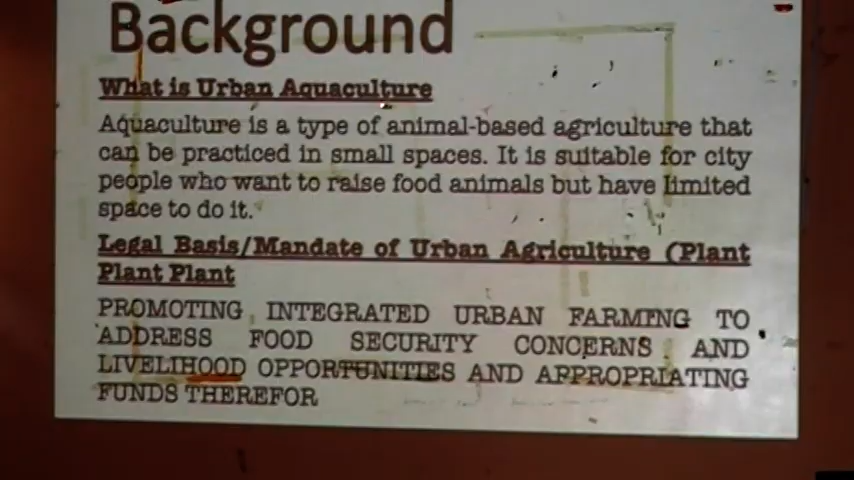 Background
What is Urban Aquaculture
Aquaculture is a type of animal-based agriculture that
can be practiced in small spaces. It is suitable for city
people who want to raise food animals but have limited
space to do it.
Legal Basis/Mandate of Urban Agriculture (Plant
Plant Plant
PROMOTING INTEGRATED URBAN FARMING TO
ADDRESS FOOD SECURITY CONCERNS AND
LIVELIHOOD OPPORTUNITIES AND APPROPRIATING
FUNDS THEREFOR